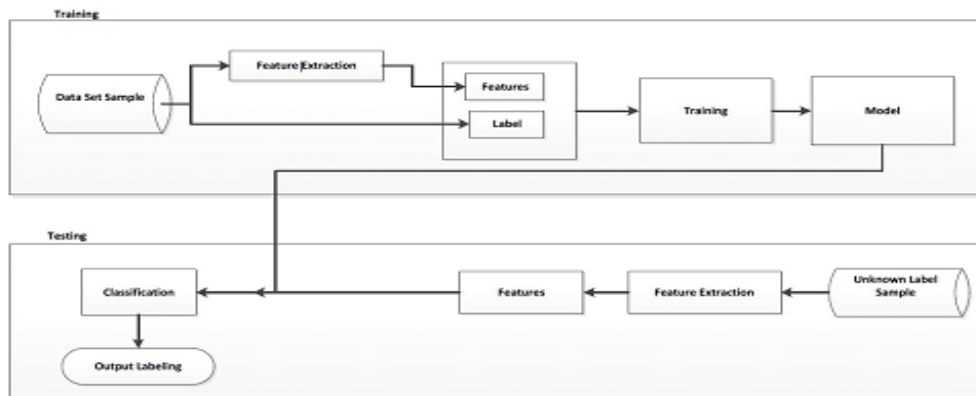 Training
Data Set Sample
Feature Extraction
Features
Label
Training
Model
Testing
Classification
Features
Feature Extraction
Unknown Label
Sample
Output Labeling